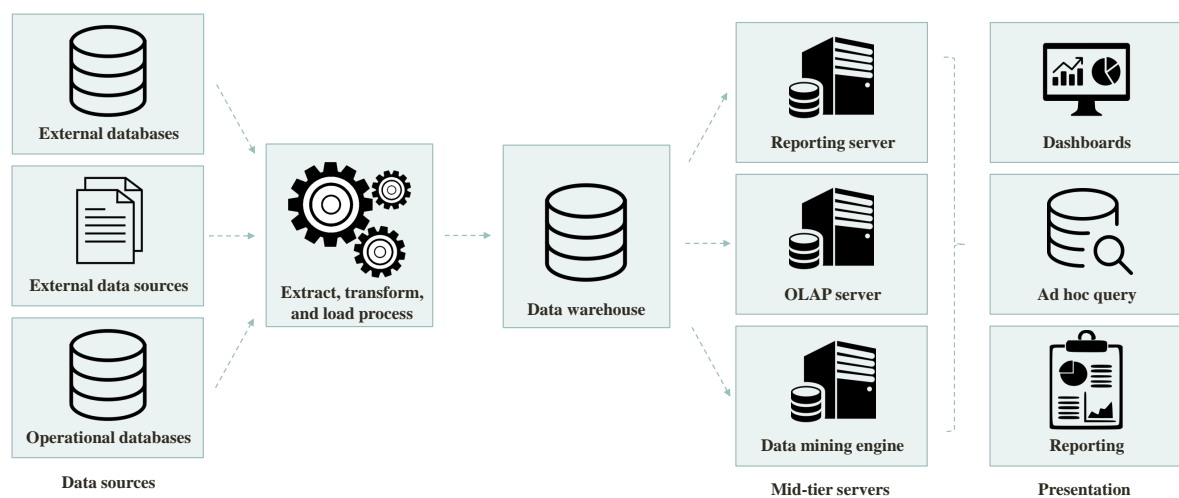 External databases
External data sources
Operational databases
Data sources
Extract, transform,
and load process
Data warehouse
Reporting server
OLAP server
Data mining engine
Mid-tier servers
Dashboards
Ad hoc query
Reporting
Presentation